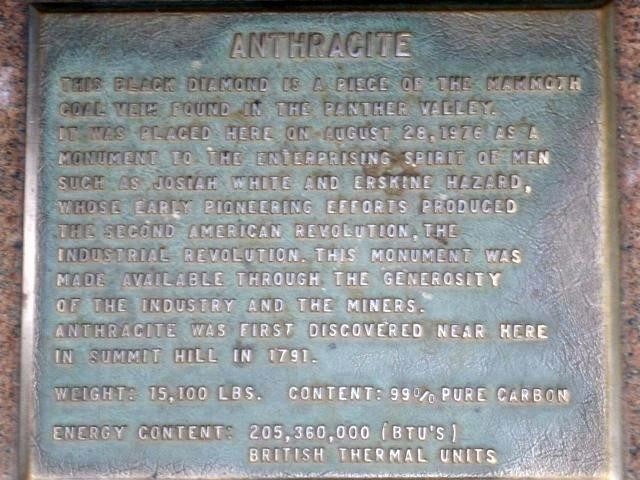 ANTHRACITE
THIS BLACK DIAMOND IS A PIECE OF THE MAMMOTH
COAL VEIN FOUND IN THE PANTHER VALLEY.
IT WAS PLACED HERE ON AUGUST 28, 1976 AS A
MONUMENT TO THE ENTERPRISING SPIRIT OF MEN
SUCH AS JOSIAH WHITE AND ERSKINE HAZARD,
WHOSE EARLY PIONEERING EFFORTS PRODUCED
THE SECOND AMERICAN REVOLUTION, THE
INDUSTRIAL REVOLUTION. THIS MONUMENT WAS
MADE AVAILABLE THROUGH THE GENEROSITY
OF THE INDUSTRY AND THE MINERS.
ANTHRACITE WAS FIRST DISCOVERED NEAR HERE
IN SUMMIT HILL IN 1791.
WEIGHT: 15,100 LBS. CONTENT: 99% PURE CARBON
ENERGY CONTENT: 205,360,000 (BTU'S)
BRITISH THERMAL UNITS